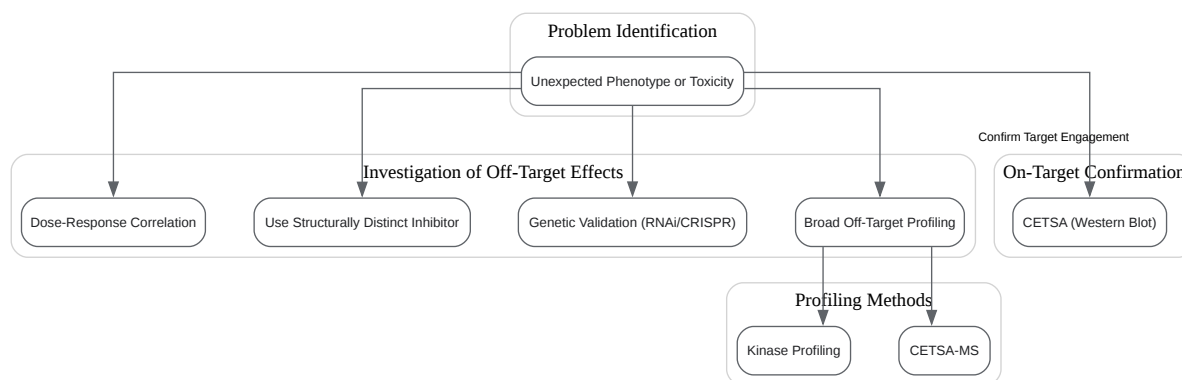 Problem Identification
Unexpected Phenotype or Toxicity
Confirm Target Engagement
Investigation of Off-Target Effects
On-Target Confirmation
Dose-Response Correlation
Use Structurally Distinct Inhibitor
Genetic Validation (RNAi/CRISPR)
Broad Off-Target Profiling
CETSA (Western Blot)
Profiling Methods
Kinase Profiling
CETSA-MS